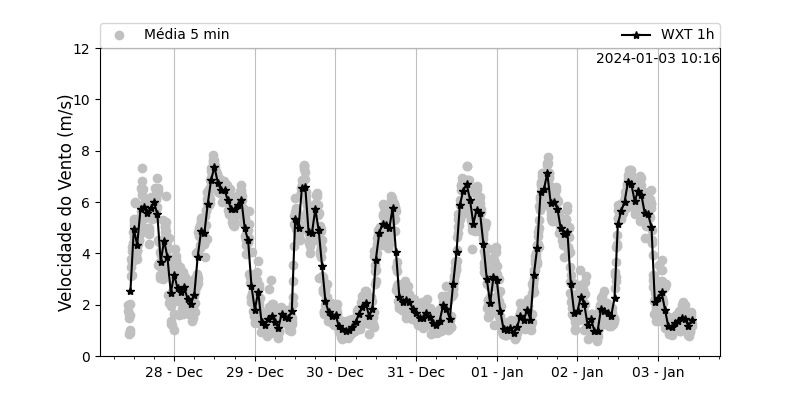 Média 5 min
WXT 1h
2024-01-03 10:16
Velocidade do Vento (m/s)
12
10
8
6
4
2
0
28 - Dec
29 - Dec
30 - Dec
31 - Dec
01 - Jan
02 - Jan
03 - Jan